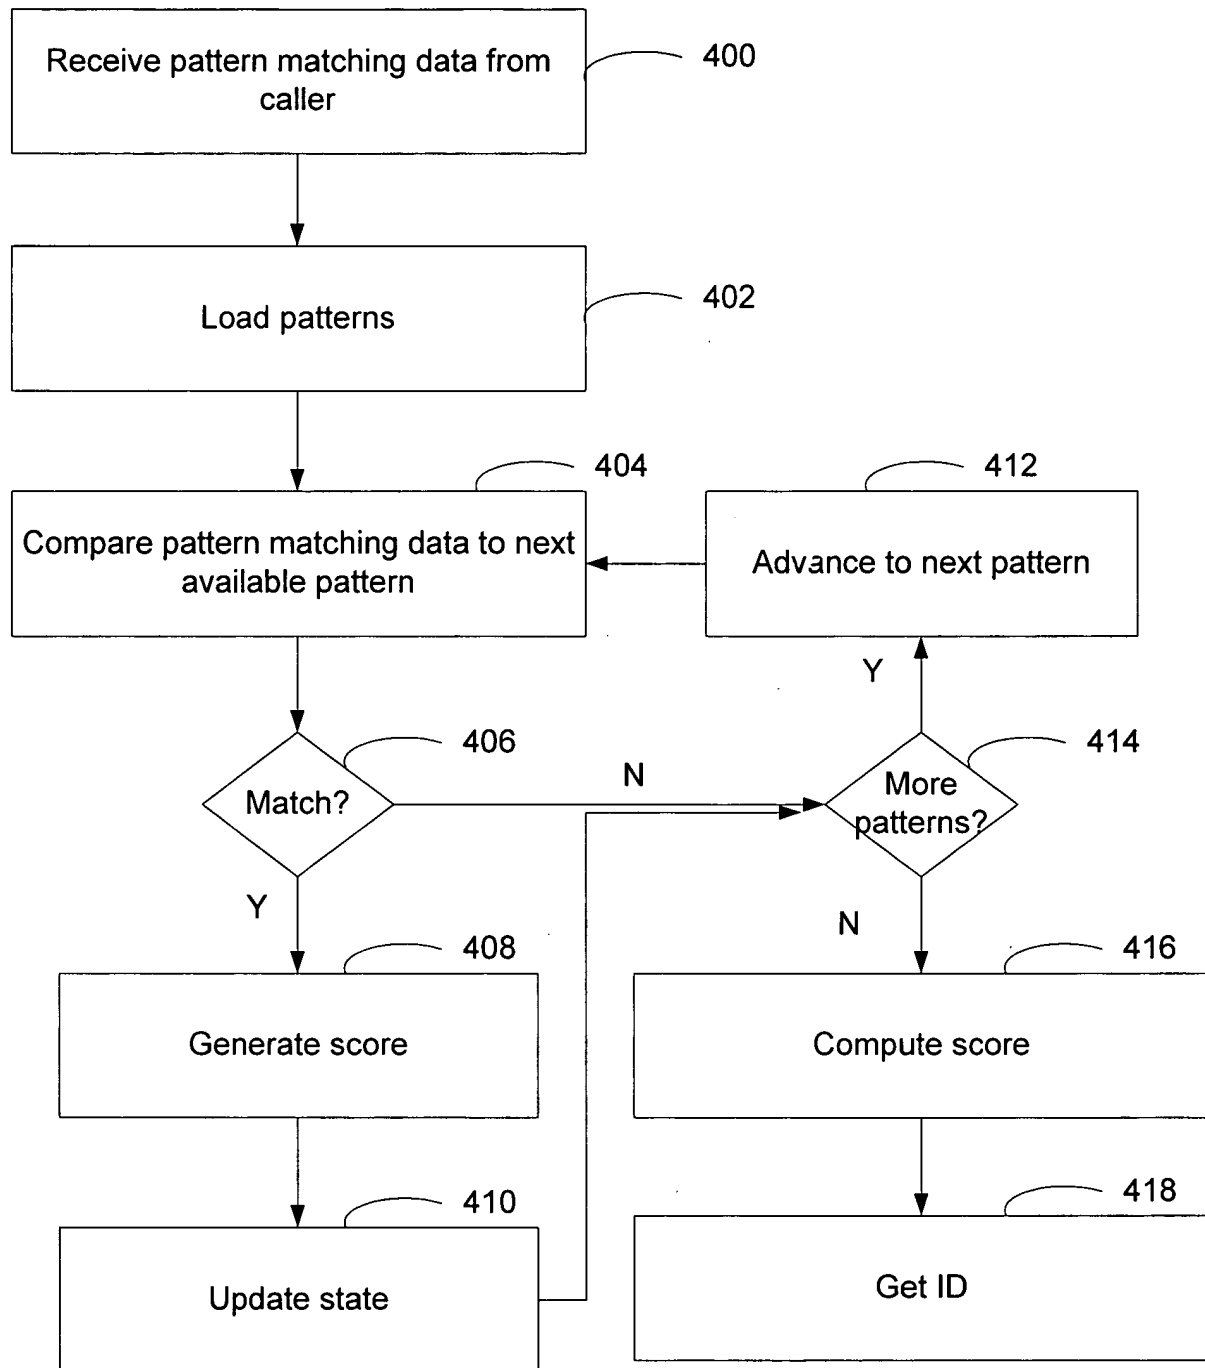 Receive pattern matching data from
caller
400
Load patterns
402
404
Compare pattern matching data to next
available pattern
412
Advance to next pattern
Y
406
Match?
N
414
More
patterns?
Y
N
408
Generate score
416
Compute score
410
Update state
418
Get ID